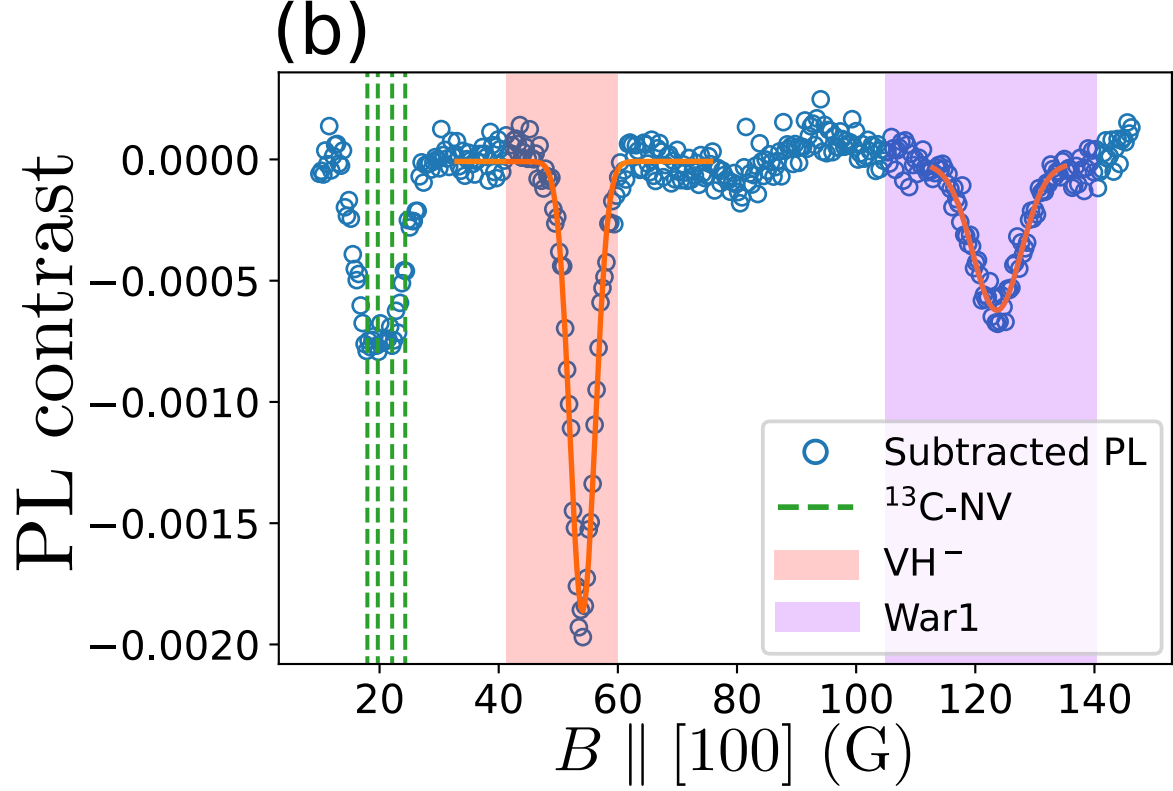 (b)
PL contrast
0.0000
−0.0005
−0.0010
−0.0015
−0.0020
Subtracted PL
¹³C-NV
VH⁻
War1
20 40 60 80 100 120 140
B ∥ [100] (G)